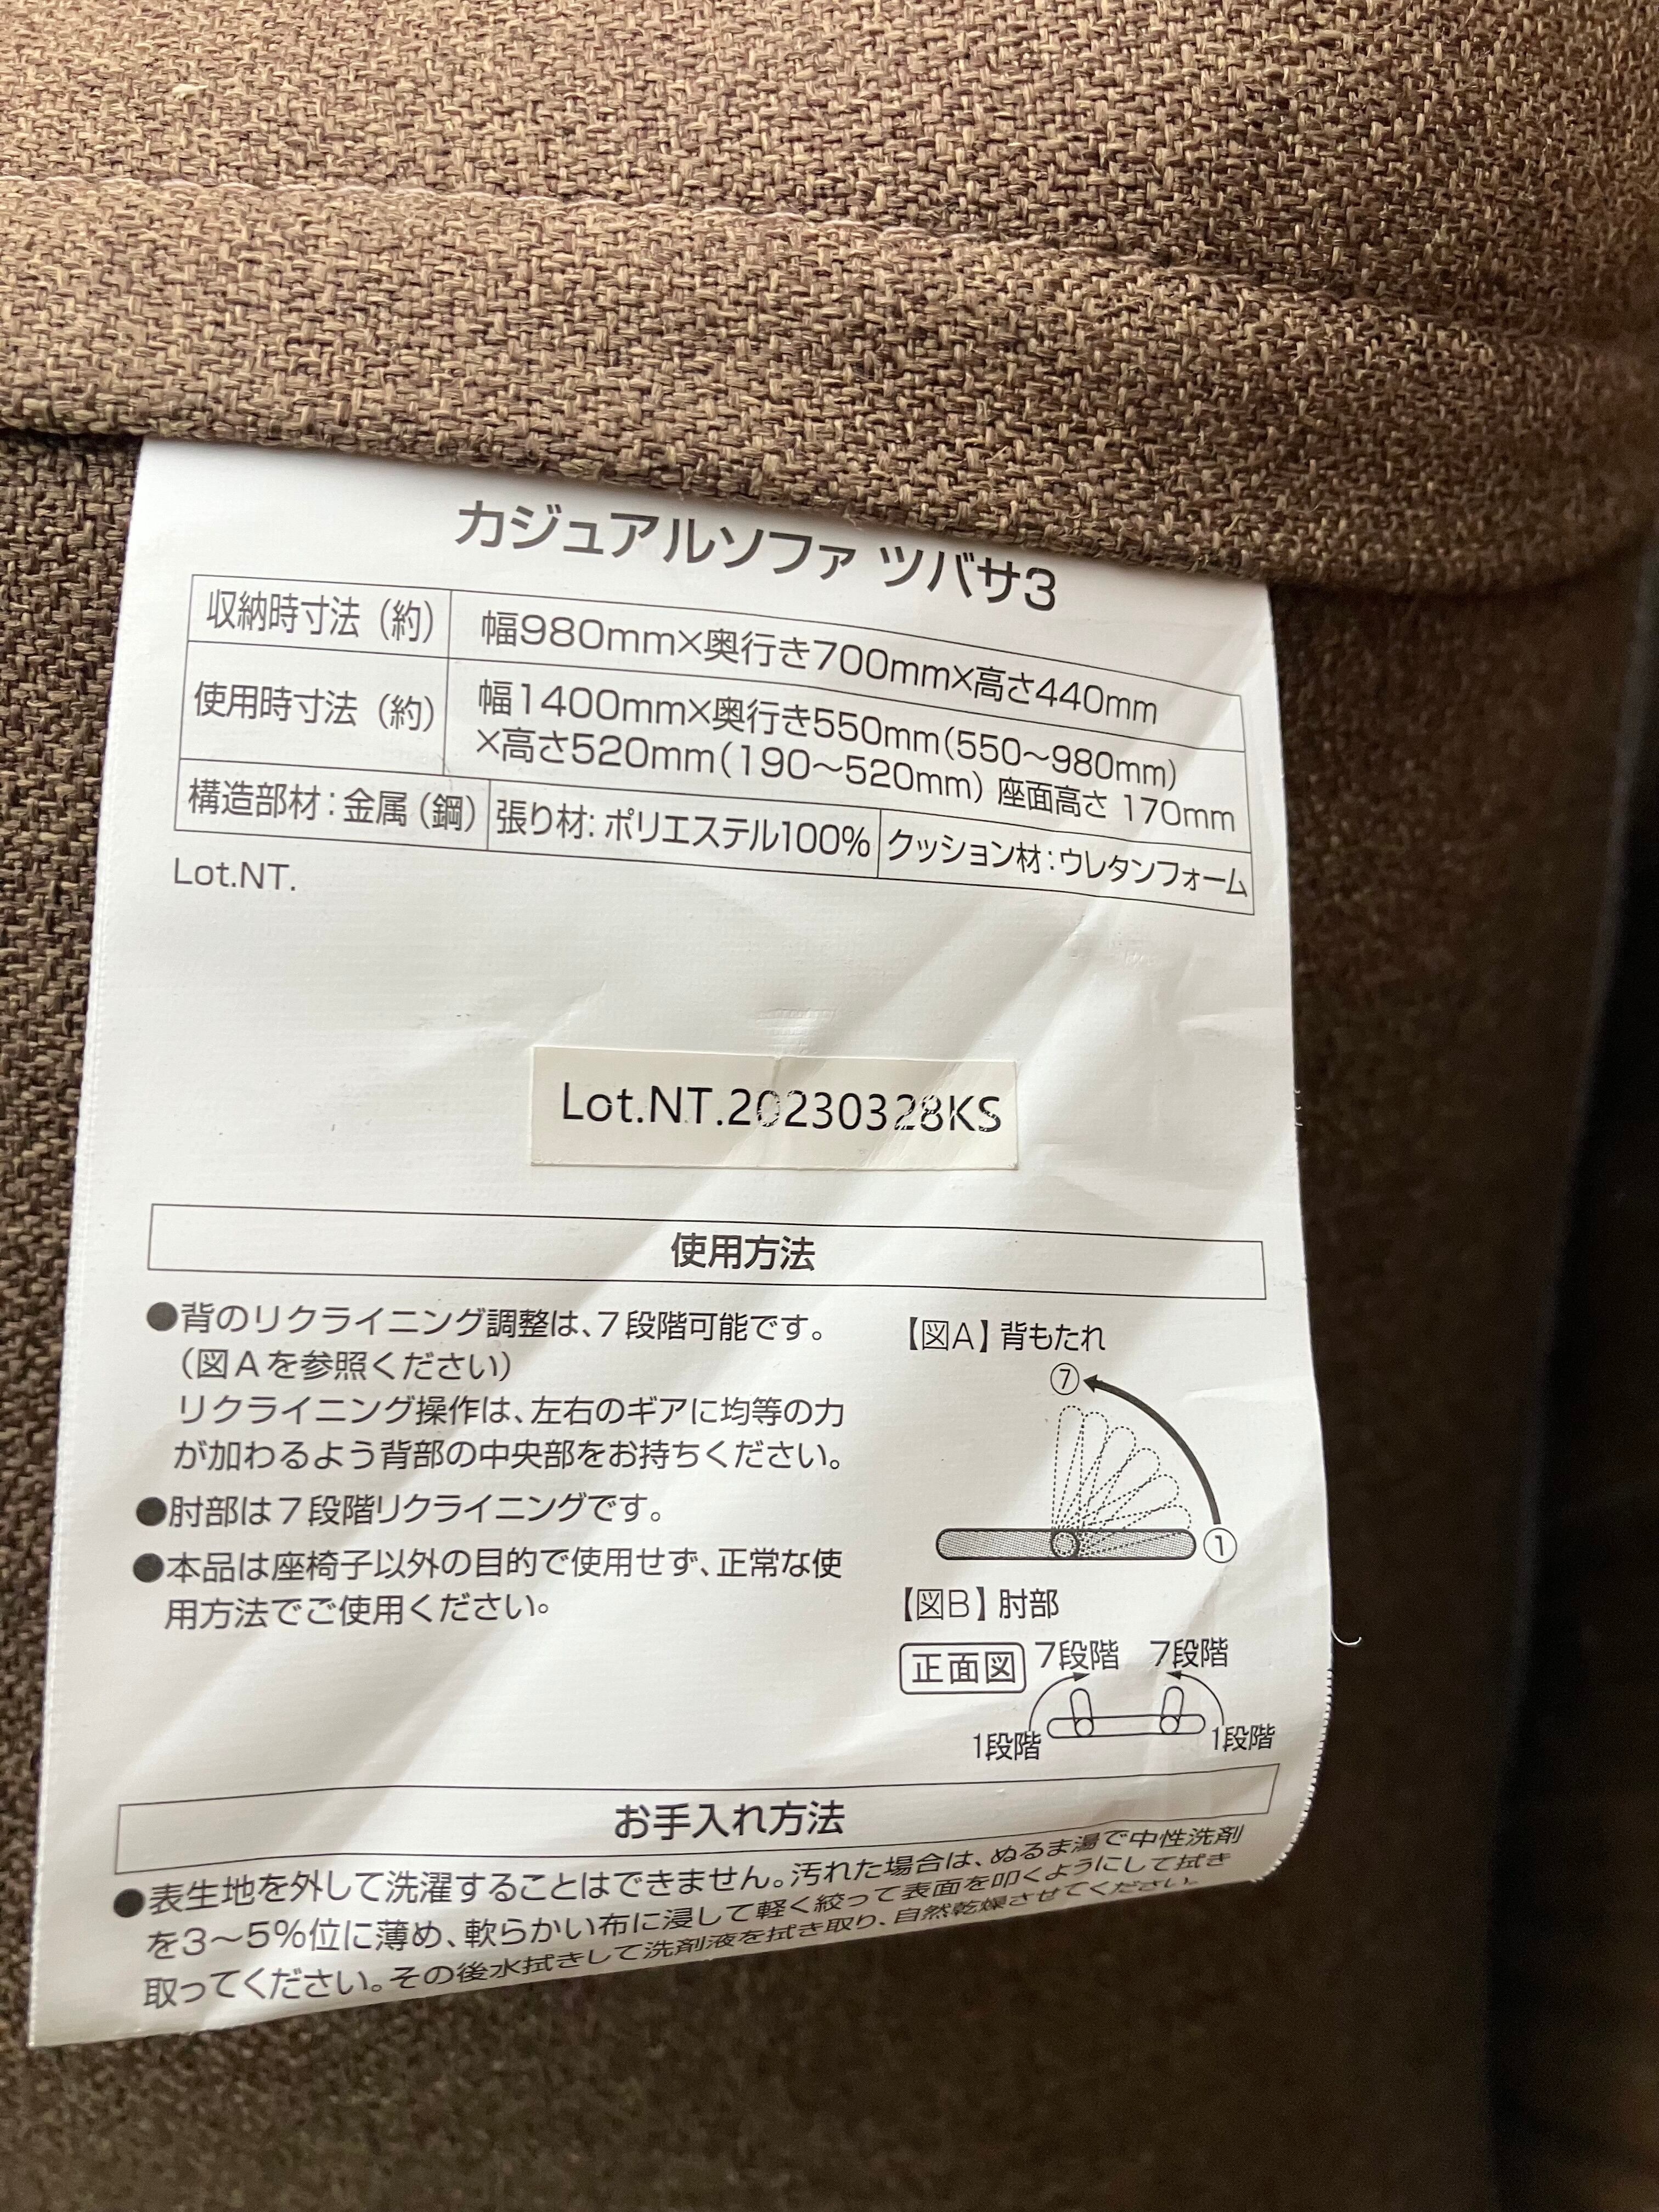 カジュアルソファ ツバサ3
収納時寸法（約） 幅980mm×奥行き700mm×高さ440mm
使用時寸法（約） 幅1400mm×奥行き550mm(550～980mm)
×高さ520mm(190～520mm) 座面高さ 170mm
構造部材：金属（鋼） 張り材：ポリエステル100% クッション材：ウレタンフォーム
Lot.NT.
Lot.NT.20230328KS
使用方法
●背のリクライニング調整は、7段階可能です。
（図Aを参照ください）
リクライニング操作は、左右のギアに均等の力
が加わるよう背部の中央部をお持ちください。
●肘部は7段階リクライニングです。
●本品は座椅子以外の目的で使用せず、正常な使
用方法でご使用ください。
【図A】背もたれ
⑦
①
【図B】肘部
正面図 7段階 7段階
1段階 1段階
お手入れ方法
●表生地を外して洗濯することはできません。汚れた場合は、ぬるま湯で中性洗剤
を3～5%位に薄め、軟らかい布に浸して軽く絞って表面を叩くようにして拭き
取ってください。その後水拭きして洗剤液を拭き取り、自然乾燥させてください。